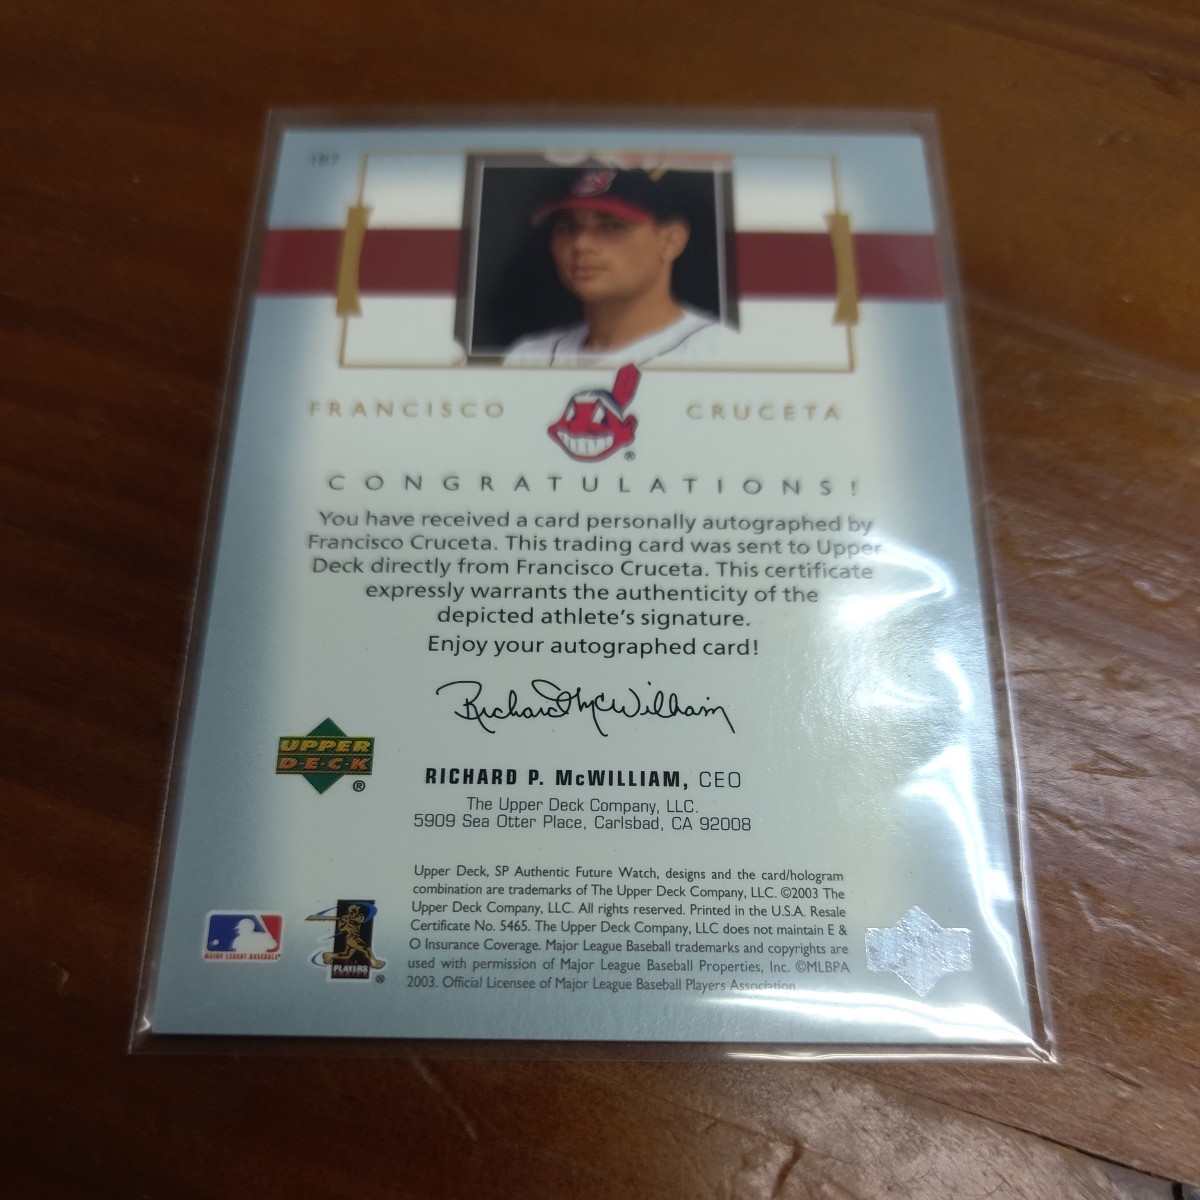 187
FRANCISCO CRUCETA
CONGRATULATIONS!
You have received a card personally autographed by
Francisco Cruceta. This trading card was sent to Upper
Deck directly from Francisco Cruceta. This certificate
expressly warrants the authenticity of the
depicted athlete's signature.
Enjoy your autographed card!
Richard McWilliam
UPPER
D·E·C·K
®
RICHARD P. McWILLIAM, CEO
The Upper Deck Company, LLC.
5909 Sea Otter Place, Carlsbad, CA 92008
Upper Deck, SP Authentic Future Watch, designs and the card/hologram
combination are trademarks of The Upper Deck Company, LLC. ©2003 The
Upper Deck Company, LLC. All rights reserved. Printed in the U.S.A. Resale
Certificate No. 5465. The Upper Deck Company, LLC does not maintain E &
O Insurance Coverage. Major League Baseball trademarks and copyrights are
used with permission of Major League Baseball Properties, Inc. ©MLBPA
2003. Official Licensee of Major League Baseball Players Association
MAJOR LEAGUE BASEBALL
PLAYERS
®